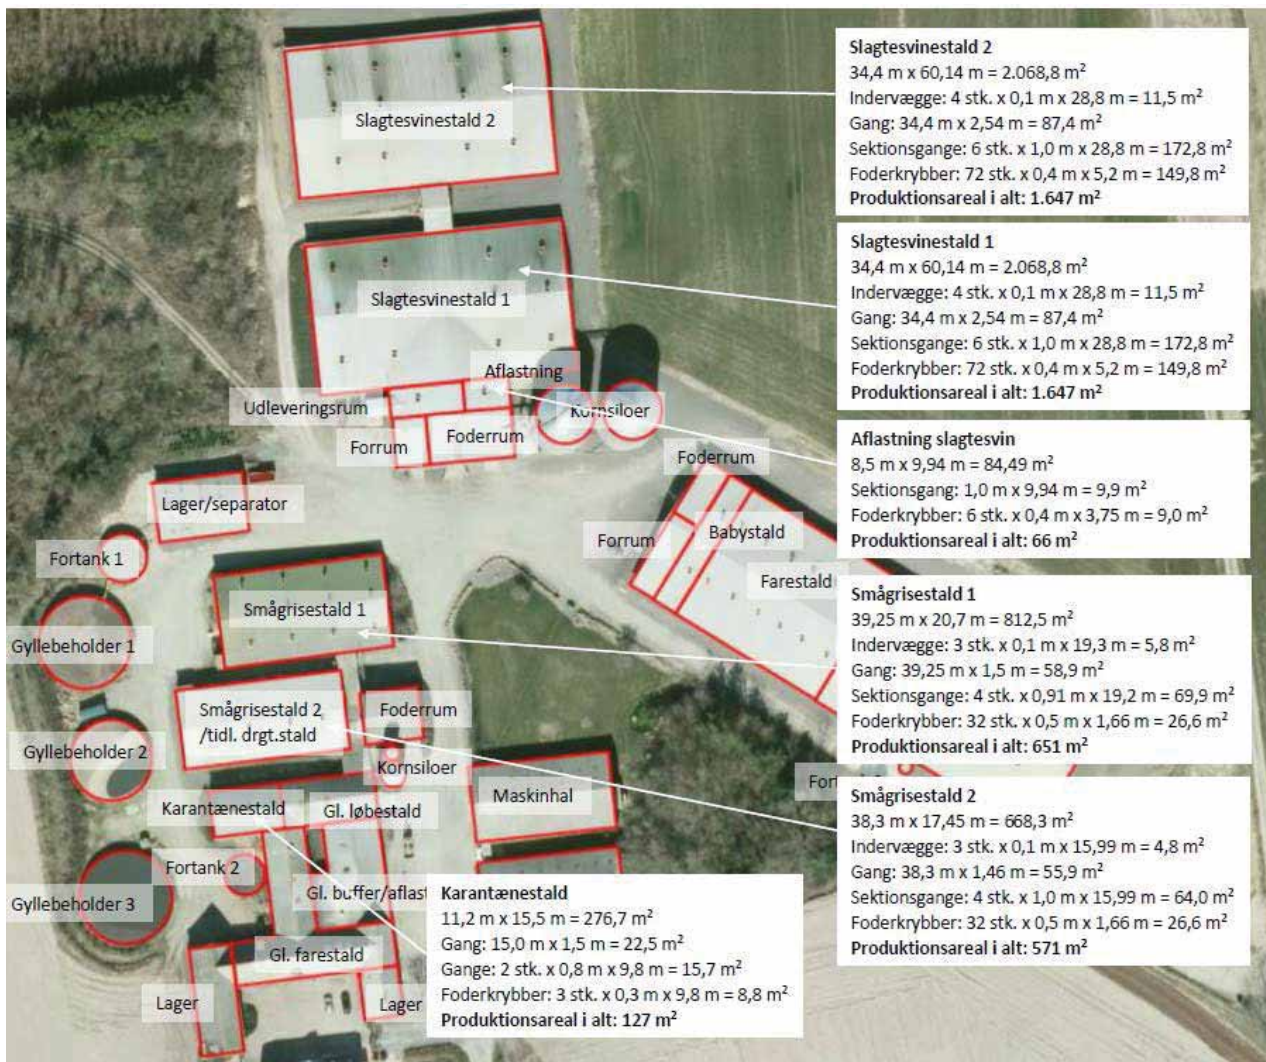 Slagtesvinestald 2
34,4 m x 60,14 m = 2.068,8 m²
Indervægge: 4 stk. x 0,1 m x 28,8 m = 11,5 m²
Gang: 34,4 m x 2,54 m = 87,4 m²
Sektionsgange: 6 stk. x 1,0 m x 28,8 m = 172,8 m²
Foderkrybber: 72 stk. x 0,4 m x 5,2 m = 149,8 m²
Produktionsareal i alt: 1.647 m²
Slagtesvinestald 1
34,4 m x 60,14 m = 2.068,8 m²
Indervægge: 4 stk. x 0,1 m x 28,8 m = 11,5 m²
Gang: 34,4 m x 2,54 m = 87,4 m²
Sektionsgange: 6 stk. x 1,0 m x 28,8 m = 172,8 m²
Foderkrybber: 72 stk. x 0,4 m x 5,2 m = 149,8 m²
Produktionsareal i alt: 1.647 m²
Aflastning slagtesvin
8,5 m x 9,94 m = 84,49 m²
Sektionsgang: 1,0 m x 9,94 m = 9,9 m²
Foderkrybber: 6 stk. x 0,4 m x 3,75 m = 9,0 m²
Produktionsareal i alt: 66 m²
Smågrisestald 1
39,25 m x 20,7 m = 812,5 m²
Indervægge: 3 stk. x 0,1 m x 19,3 m = 5,8 m²
Gang: 39,25 m x 1,5 m = 58,9 m²
Sektionsgange: 4 stk. x 0,91 m x 19,2 m = 69,9 m²
Foderkrybber: 32 stk. x 0,5 m x 1,66 m = 26,6 m²
Produktionsareal i alt: 651 m²
Smågrisestald 2
38,3 m x 17,45 m = 668,3 m²
Indervægge: 3 stk. x 0,1 m x 15,99 m = 4,8 m²
Gang: 38,3 m x 1,46 m = 55,9 m²
Sektionsgange: 4 stk. x 1,0 m x 15,99 m = 64,0 m²
Foderkrybber: 32 stk. x 0,5 m x 1,66 m = 26,6 m²
Produktionsareal i alt: 571 m²
Karantænestald
11,2 m x 15,5 m = 276,7 m²
Gang: 15,0 m x 1,5 m = 22,5 m²
Gange: 2 stk. x 0,8 m x 9,8 m = 15,7 m²
Foderkrybber: 3 stk. x 0,3 m x 9,8 m = 8,8 m²
Produktionsareal i alt: 127 m²
Slagtesvinestald 2
Slagtesvinestald 1
Aflastning
Udleveringsrum
Kornsiloer
Forrum
Foderrum
Foderrum
Lager/separator
Forrum
Babystald
Fortank 1
Farestald
Smågrisestald 1
Gyllebeholder 1
Smågrisestald 2
/tidl. drgt.stald
Foderrum
Gyllebeholder 2
Kornsiloer
Karantænestald
Gl. løbestald
Maskinhal
Fort
Fortank 2
Gl. buffer/aflast
Gyllebeholder 3
Gl. farestald
Lager
Lager